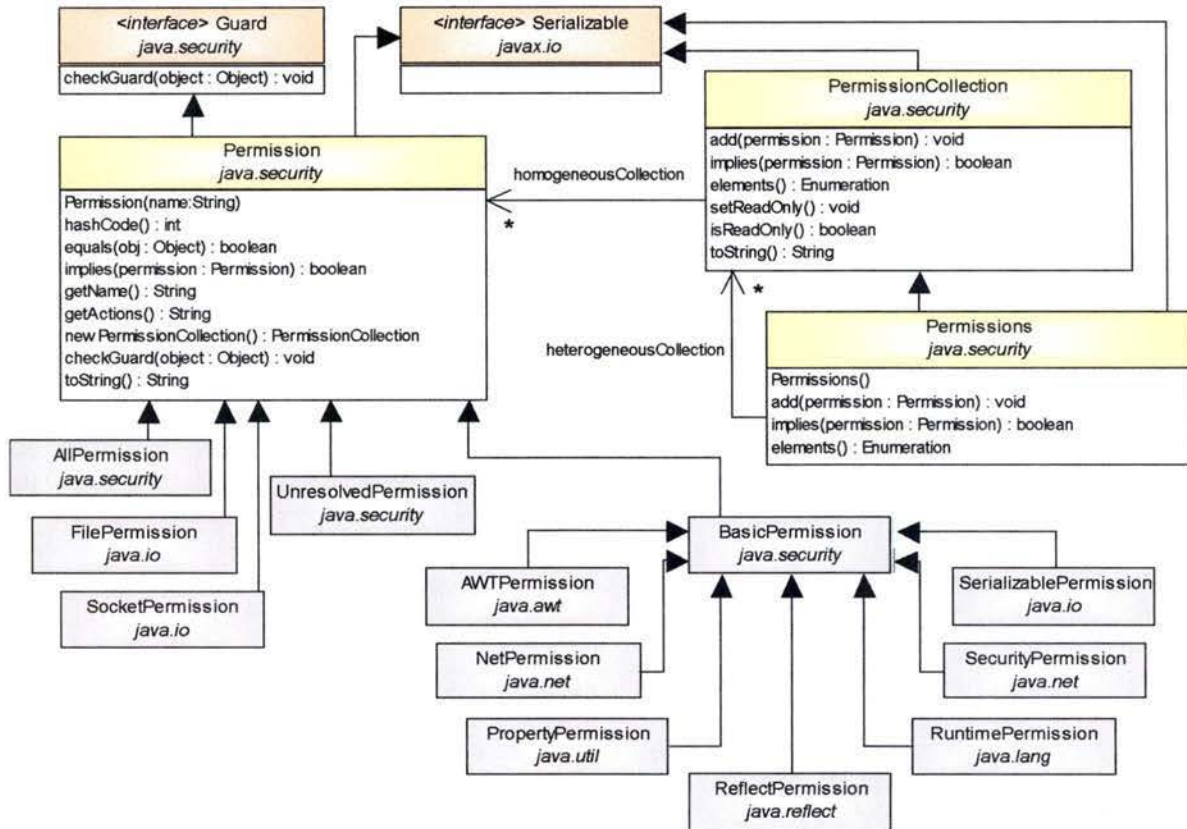 <interface> Guard
java.security
checkGuard(object : Object) : void
<interface> Serializable
javax.io
PermissionCollection
java.security
add(permission : Permission) : void
implies(permission : Permission) : boolean
elements() : Enumeration
setReadOnly() : void
isReadOnly() : boolean
toString() : String
Permission
java.security
Permission(name:String)
hashCode() : int
equals(obj : Object) : boolean
implies(permission : Permission) : boolean
getName() : String
getActions() : String
newPermissionCollection() : PermissionCollection
checkGuard(object : Object) : void
toString() : String
homogeneousCollection
*
*
heterogeneousCollection
Permissions
java.security
Permissions()
add(permission : Permission) : void
implies(permission : Permission) : boolean
elements() : Enumeration
AllPermission
java.security
FilePermission
java.io
SocketPermission
java.io
UnresolvedPermission
java.security
BasicPermission
java.security
AWTPermission
java.awt
NetPermission
java.net
PropertyPermission
java.util
ReflectPermission
java.reflect
SerializablePermission
java.io
SecurityPermission
java.net
RuntimePermission
java.lang